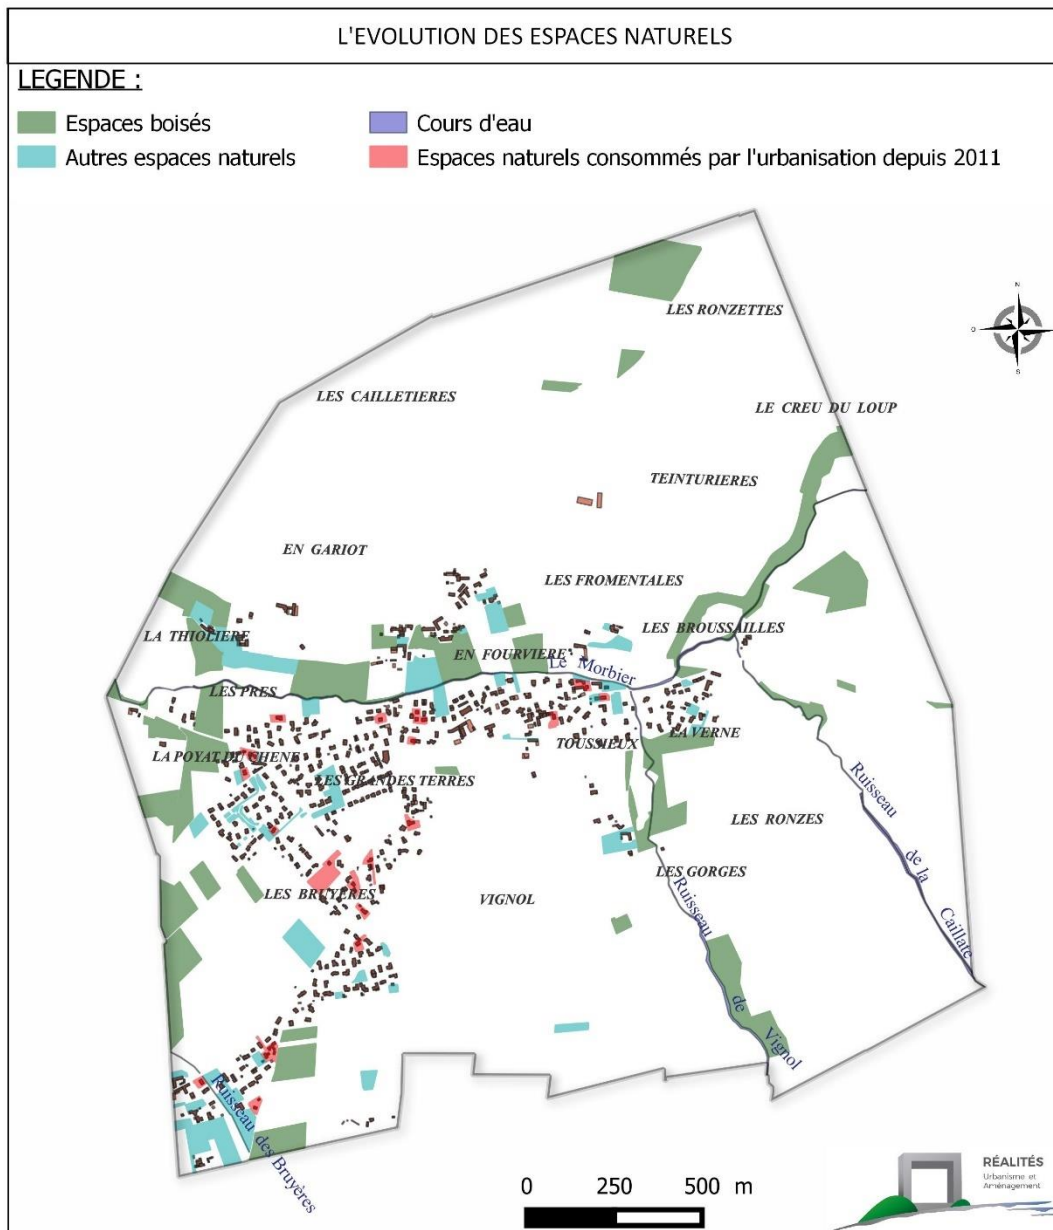 L'EVOLUTION DES ESPACES NATURELS
LEGENDE :
Espaces boisés
Cours d'eau
Autres espaces naturels
Espaces naturels consommés par l'urbanisation depuis 2011
N
O
S
LES RONZETTES
LES CAILLETIERES
LE CREU DU LOUP
TEINTURIERES
EN GARIOT
LES FROMENTALES
LA THIOLIERE
LES BROUSSAILLES
EN FOURVIERE
Le Morbier
LES PRES
LA POYAT DU CHENE
TOUSSIEUX
LA VERNE
LES GRANDES TERRES
LES RONZES
Ruisseau de la Caillate
LES GORGES
LES BRUYERES
VIGNOL
Ruisseau de Vignol
Ruisseau des Bruyères
0 250 500 m
RÉALITÉS
Urbanisme et
Aménagement